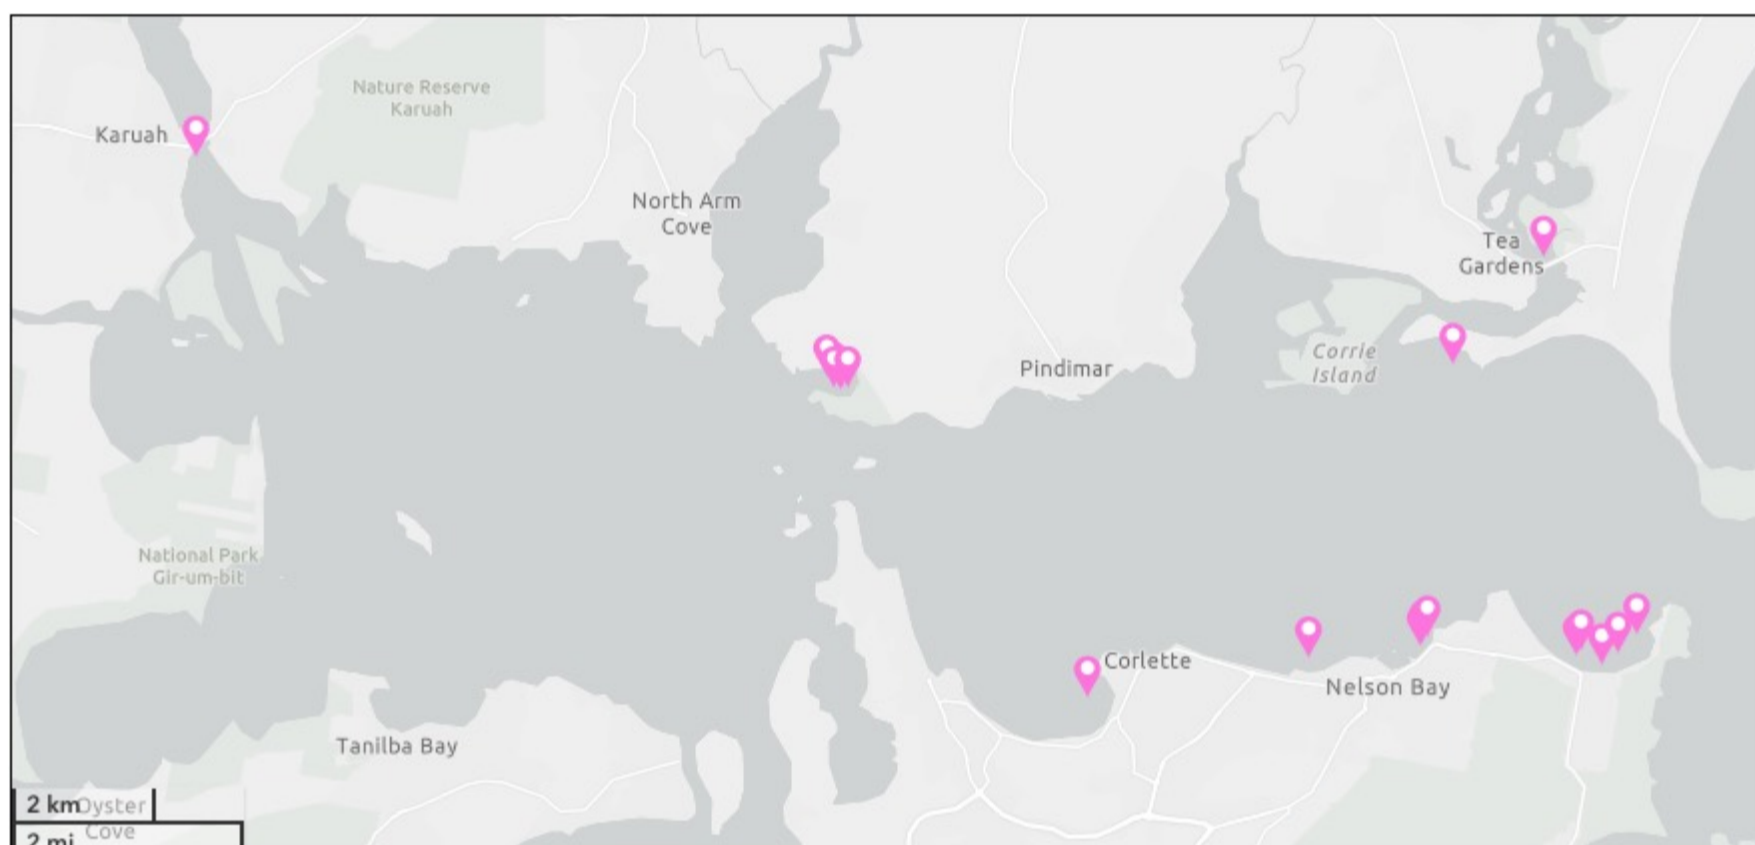 Nature Reserve
Karuah
Karuah
North Arm
Cove
Tea
Gardens
Pindimar
Corrie
Island
National Park
Gir-um-bit
Corlette
Nelson Bay
Tanilba Bay
2 km
Oyster
Cove
2 mi